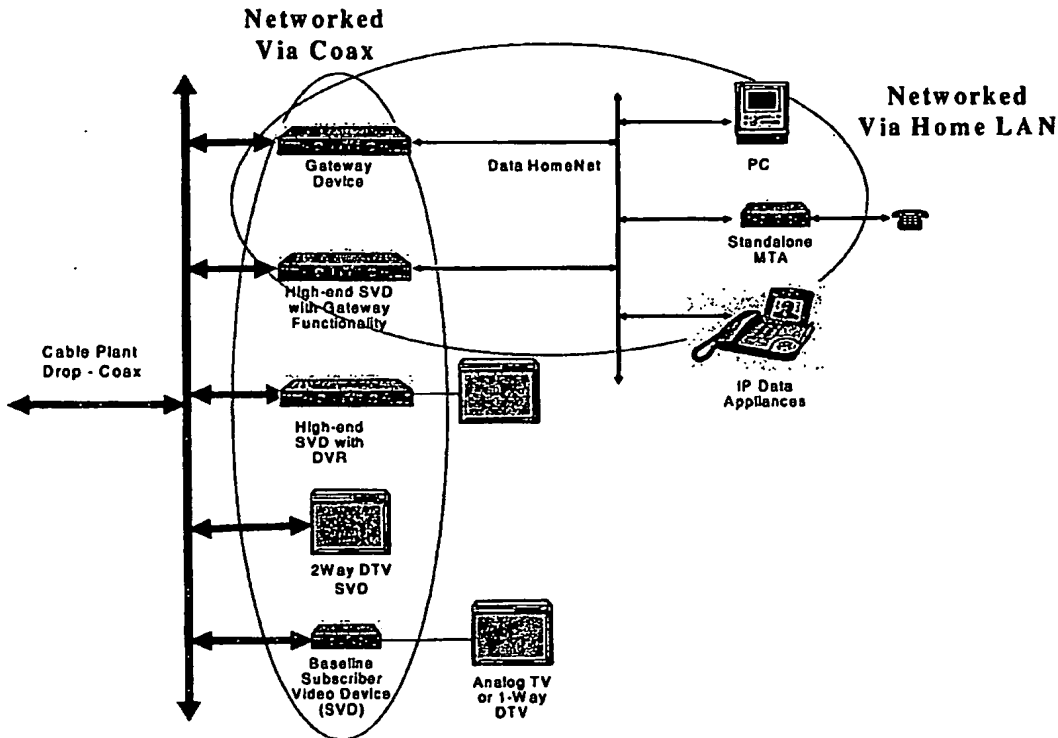 Networked
Via Coax
Networked
Via Home LAN
Gateway
Device
Data HomeNet
PC
Standalone
MTA
High-end SVD
with Gateway
Functionality
Cable Plant
Drop - Coax
IP Data
Appliances
High-end
SVD with
DVR
2Way DTV
SVD
Baseline
Subscriber
Video Device
(SVD)
Analog TV
or 1-Way
DTV